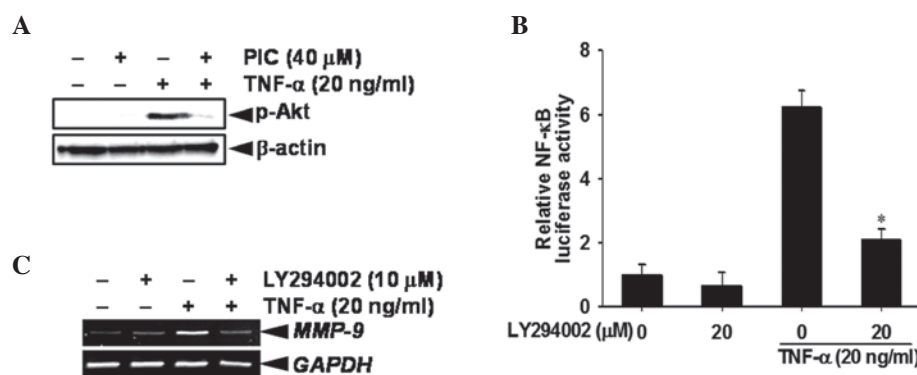 A
– + – + PIC (40 μM)
– – + + TNF-α (20 ng/ml)
p-Akt
β-actin
B
Relative NF-κB
luciferase activity
8
6
4
2
0
*
LY294002 (μM) 0 20 0 20
TNF-α (20 ng/ml)
C
– + – + LY294002 (10 μM)
– – + + TNF-α (20 ng/ml)
MMP-9
GAPDH